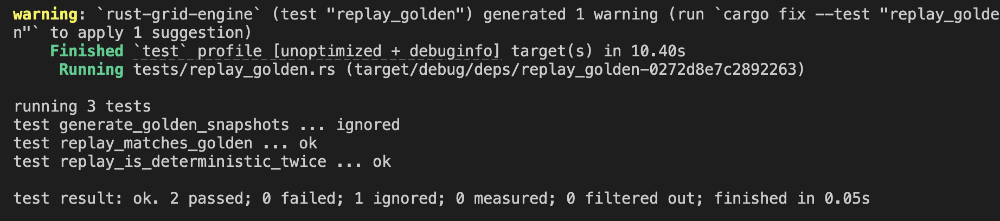 warning: `rust-grid-engine` (test "replay_golden") generated 1 warning (run `cargo fix --test "replay_golde
n"` to apply 1 suggestion)
Finished `test` profile [unoptimized + debuginfo] target(s) in 10.40s
Running tests/replay_golden.rs (target/debug/deps/replay_golden-0272d8e7c2892263)
running 3 tests
test generate_golden_snapshots ... ignored
test replay_matches_golden ... ok
test replay_is_deterministic_twice ... ok
test result: ok. 2 passed; 0 failed; 1 ignored; 0 measured; 0 filtered out; finished in 0.05s